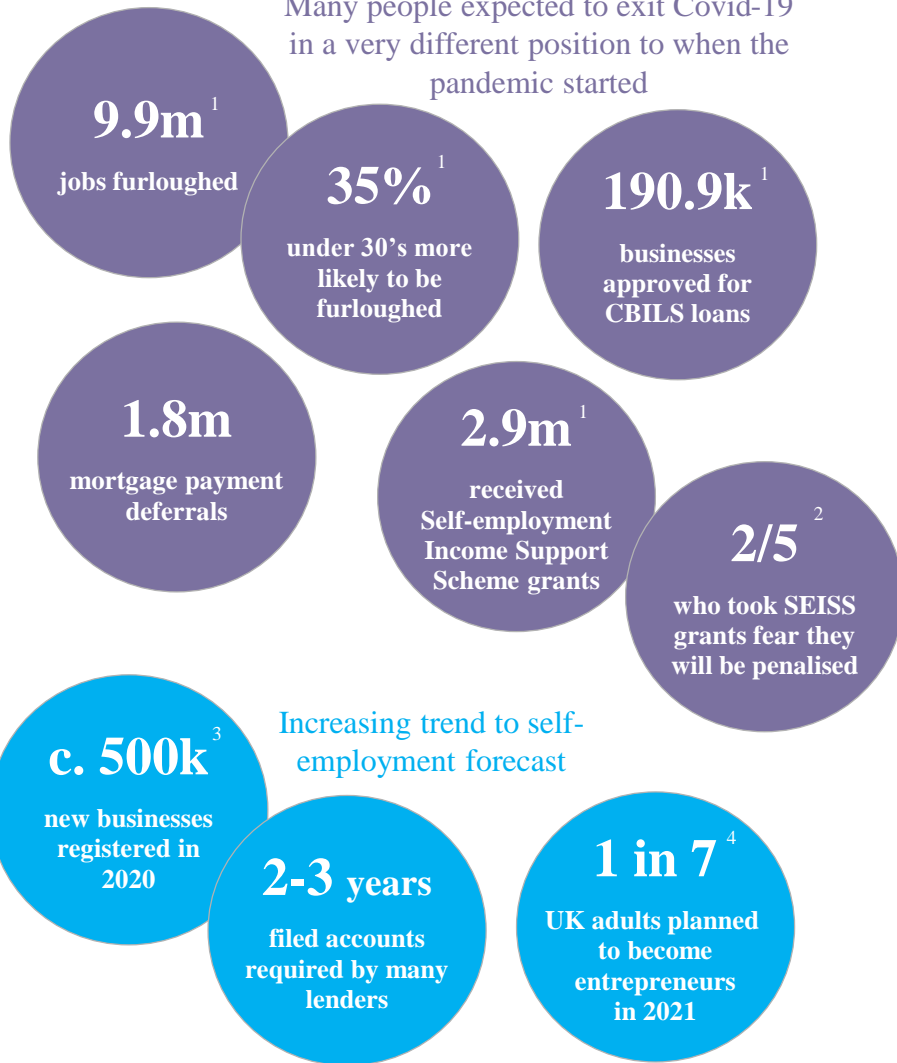 Many people expected to exit Covid-19
in a very different position to when the
pandemic started
9.9m 1
jobs furloughed
35% 1
under 30's more
likely to be
furloughed
190.9k 1
businesses
approved for
CBILS loans
1.8m
mortgage payment
deferrals
2.9m 1
received
Self-employment
Income Support
Scheme grants
2/5 2
who took SEISS
grants fear they
will be penalised
Increasing trend to self-
employment forecast
c. 500k 3
new businesses
registered in
2020
2-3 years
filed accounts
required by many
lenders
1 in 7 4
UK adults planned
to become
entrepreneurs
in 2021